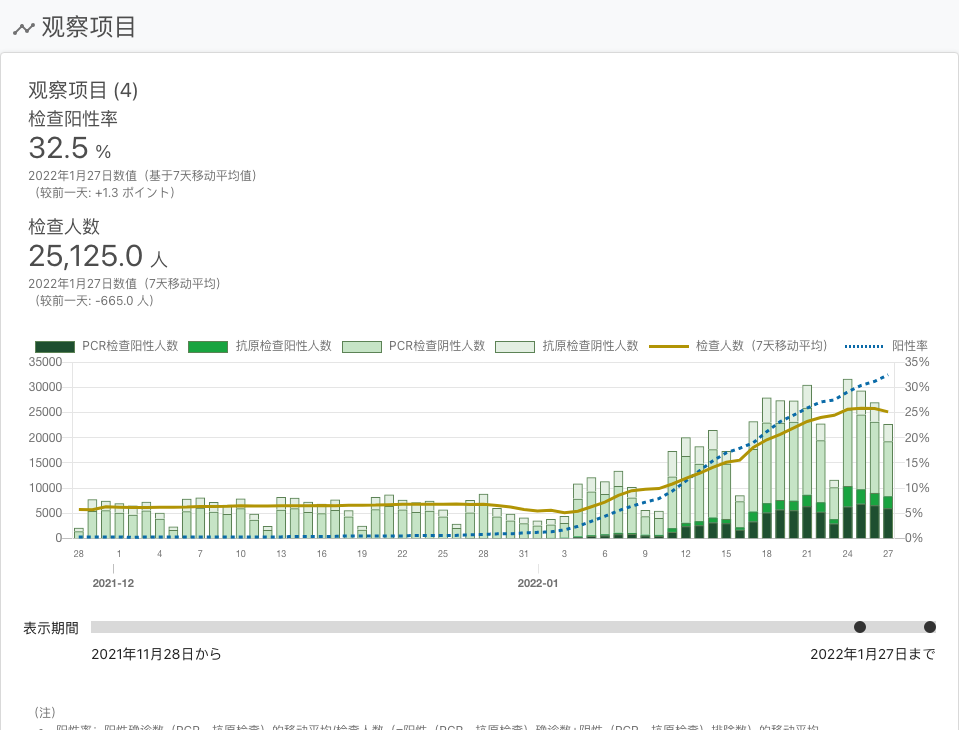 观察项目
观察项目 (4)
检查阳性率
32.5 %
2022年1月27日数值（基于7天移动平均值）
（较前一天: +1.3 ポイント）
检查人数
25,125.0 人
2022年1月27日数值（7天移动平均）
（较前一天: -665.0 人）
PCR检查阳性人数 抗原检查阳性人数 PCR检查阴性人数 抗原检查阴性人数 检查人数（7天移动平均） 阳性率
35000 35%
30000 30%
25000 25%
20000 20%
15000 15%
10000 10%
5000 5%
0 0%
28 1 4 7 10 13 16 19 22 25 28 31 3 6 9 12 15 18 21 24 27
2021-12 2022-01
表示期間
2021年11月28日から 2022年1月27日まで
（注）